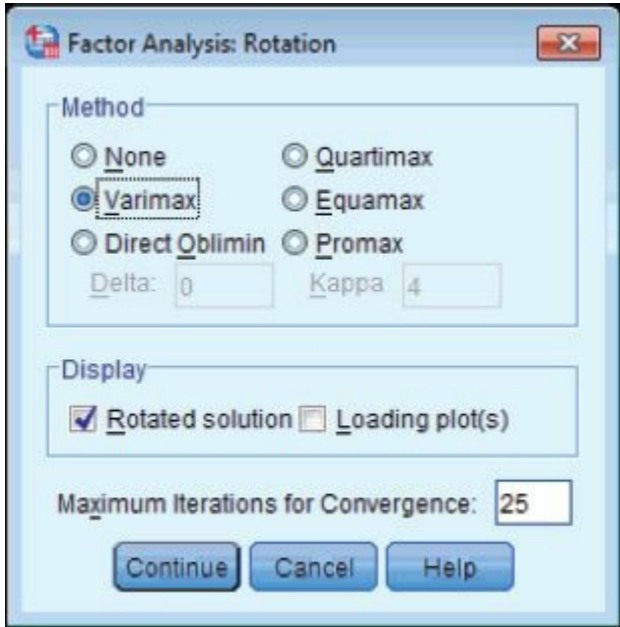 Factor Analysis: Rotation
Method
None Quartimax
Varimax Equamax
Direct Oblimin Promax
Delta: 0 Kappa 4
Display
Rotated solution Loading plot(s)
Maximum Iterations for Convergence: 25
Continue Cancel Help